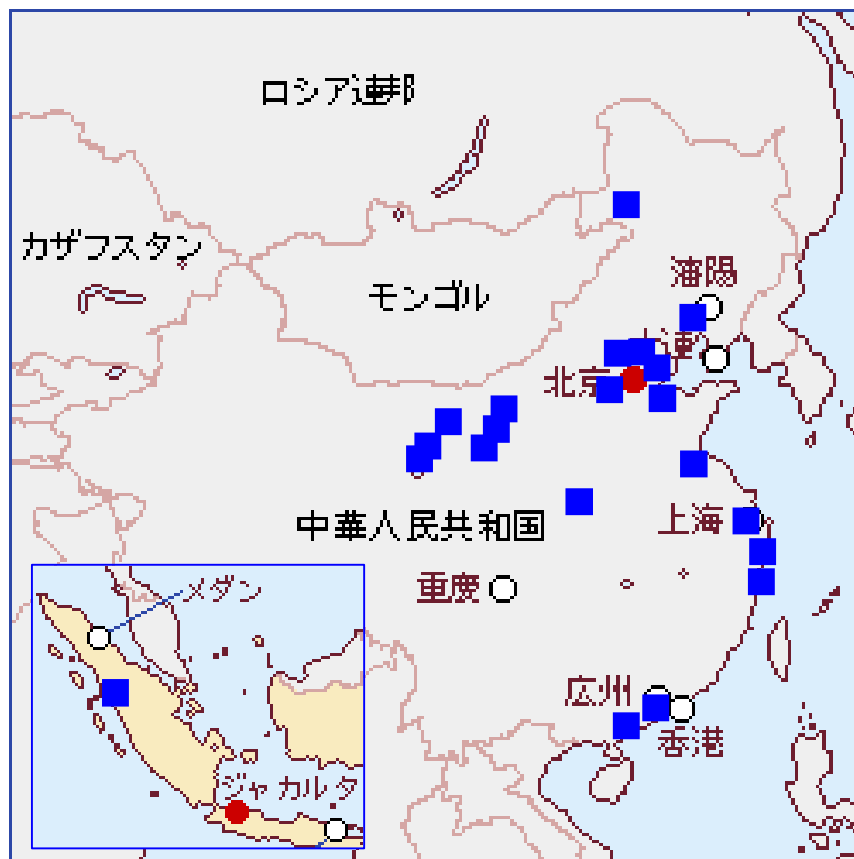 ロシア連邦
カザフスタン
モンゴル
瀋陽
大連
北京
中華人民共和国
上海
重慶
メダン
広州
香港
ジャカルタ